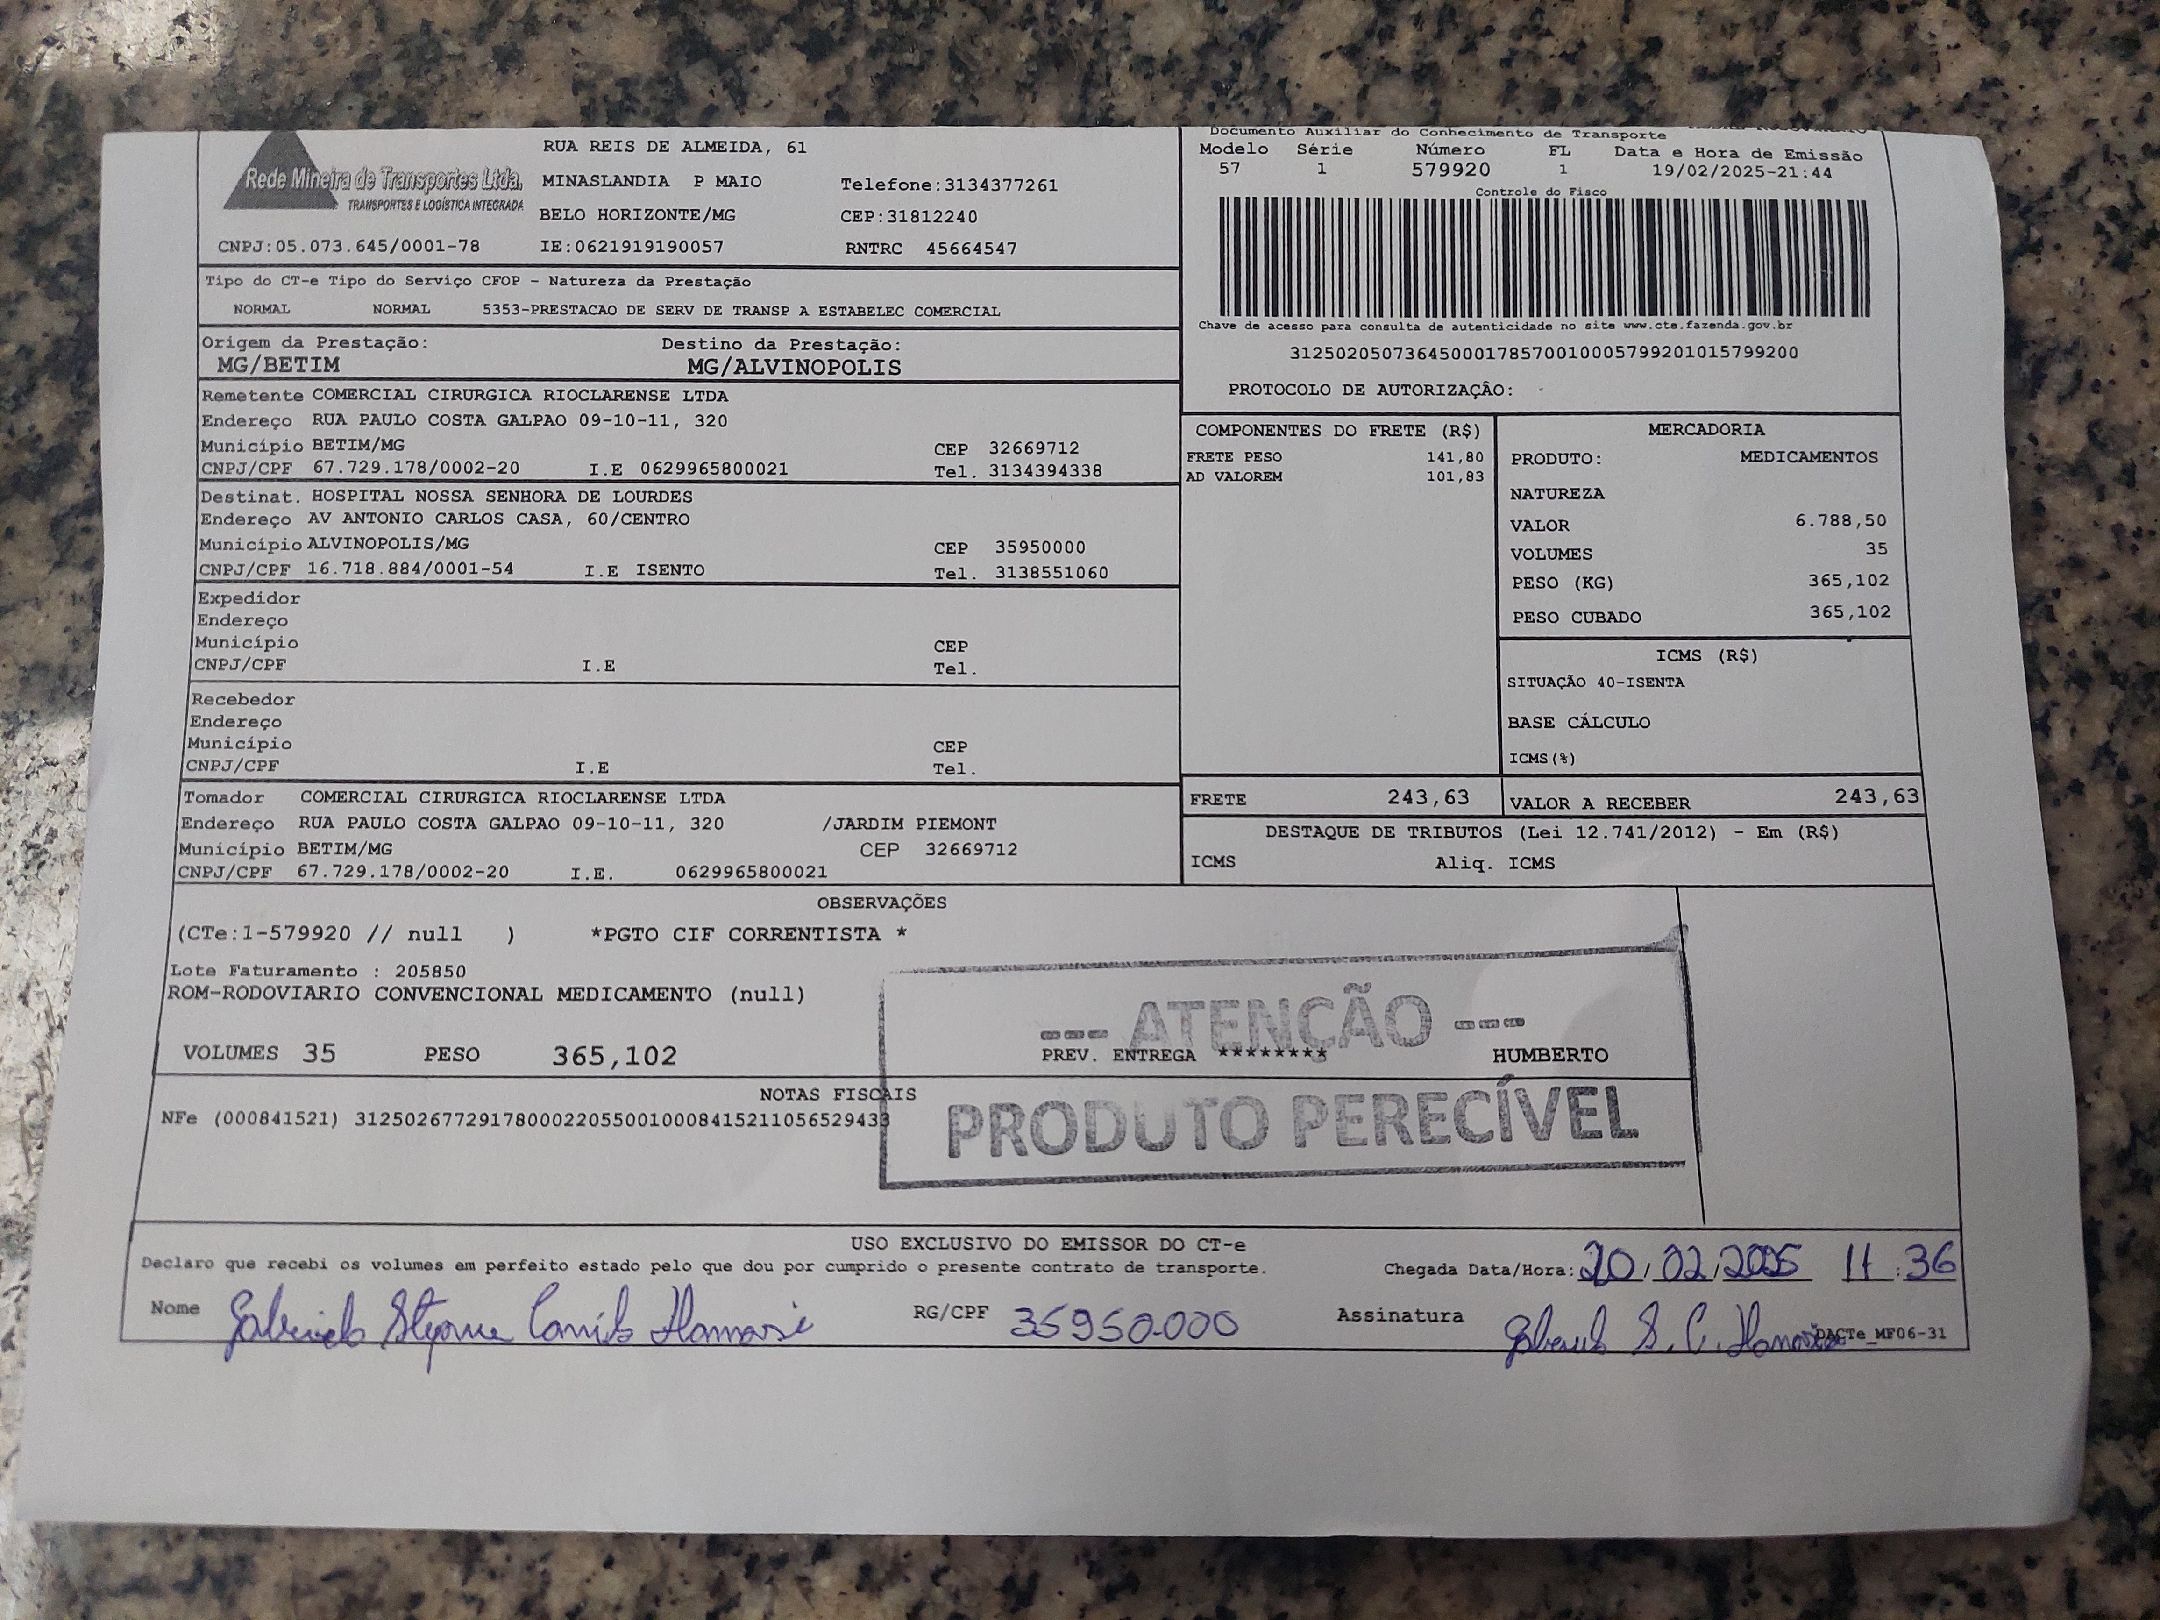 Rede Mineira de Transportes Ltda.
TRANSPORTES E LOGÍSTICA INTEGRADA
RUA REIS DE ALMEIDA, 61
MINASLANDIA P MAIO Telefone:3134377261
BELO HORIZONTE/MG CEP:31812240
CNPJ:05.073.645/0001-78 IE:0621919190057 RNTRC 45664547
Documento Auxiliar do Conhecimento de Transporte
Modelo Série Número FL Data e Hora de Emissão
57 1 579920 1 19/02/2025-21:44
Controle do Fisco
Chave de acesso para consulta de autenticidade no site www.cte.fazenda.gov.br
31250205073645000178570010005799201015799200
PROTOCOLO DE AUTORIZAÇÂO: -
Tipo do CT-e Tipo do Serviço CFOP - Natureza da Prestação
NORMAL NORMAL 5353-PRESTACAO DE SERV DE TRANSP A ESTABELEC COMERCIAL
Origem da Prestação: Destino da Prestação:
MG/BETIM MG/ALVINOPOLIS
Remetente COMERCIAL CIRURGICA RIOCLARENSE LTDA
Endereço RUA PAULO COSTA GALPAO 09-10-11, 320
Município BETIM/MG CEP 32669712
CNPJ/CPF 67.729.178/0002-20 I.E 0629965800021 Tel. 3134394338
Destinat. HOSPITAL NOSSA SENHORA DE LOURDES
Endereço AV ANTONIO CARLOS CASA, 60/CENTRO
Município ALVINOPOLIS/MG CEP 35950000
CNPJ/CPF 16.718.884/0001-54 I.E ISENTO Tel. 3138551060
Expedidor
Endereço
Município CEP
CNPJ/CPF I.E Tel.
Recebedor
Endereço
Município CEP
CNPJ/CPF I.E Tel.
Tomador COMERCIAL CIRURGICA RIOCLARENSE LTDA
Endereço RUA PAULO COSTA GALPAO 09-10-11, 320 /JARDIM PIEMONT
Município BETIM/MG CEP 32669712
CNPJ/CPF 67.729.178/0002-20 I.E. 0629965800021
COMPONENTES DO FRETE (R$)
FRETE PESO 141,80
AD VALOREM 101,83
MERCADORIA
PRODUTO: MEDICAMENTOS
NATUREZA
VALOR 6.788,50
VOLUMES 35
PESO (KG) 365,102
PESO CUBADO 365,102
ICMS (R$)
SITUAÇÃO 40-ISENTA
BASE CÁLCULO
ICMS(%)
FRETE 243,63 VALOR A RECEBER 243,63
DESTAQUE DE TRIBUTOS (Lei 12.741/2012) - Em (R$)
ICMS Aliq. ICMS
OBSERVAÇÕES
(CTe:1-579920 // null ) *PGTO CIF CORRENTISTA *
Lote Faturamento : 205850
ROM-RODOVIARIO CONVENCIONAL MEDICAMENTO (null)
--- ATENÇÃO ---
VOLUMES 35 PESO 365,102 PREV. ENTREGA ******** HUMBERTO
PRODUTO PERECÍVEL
NOTAS FISCAIS
NFe (000841521) 31250267729178000220550010008415211056529433
USO EXCLUSIVO DO EMISSOR DO CT-e
Declaro que recebi os volumes em perfeito estado pelo que dou por cumprido o presente contrato de transporte. Chegada Data/Hora: 20/02/2025 11:36
Nome RG/CPF 35950.000 Assinatura S. C.
DACTe_MF06-31